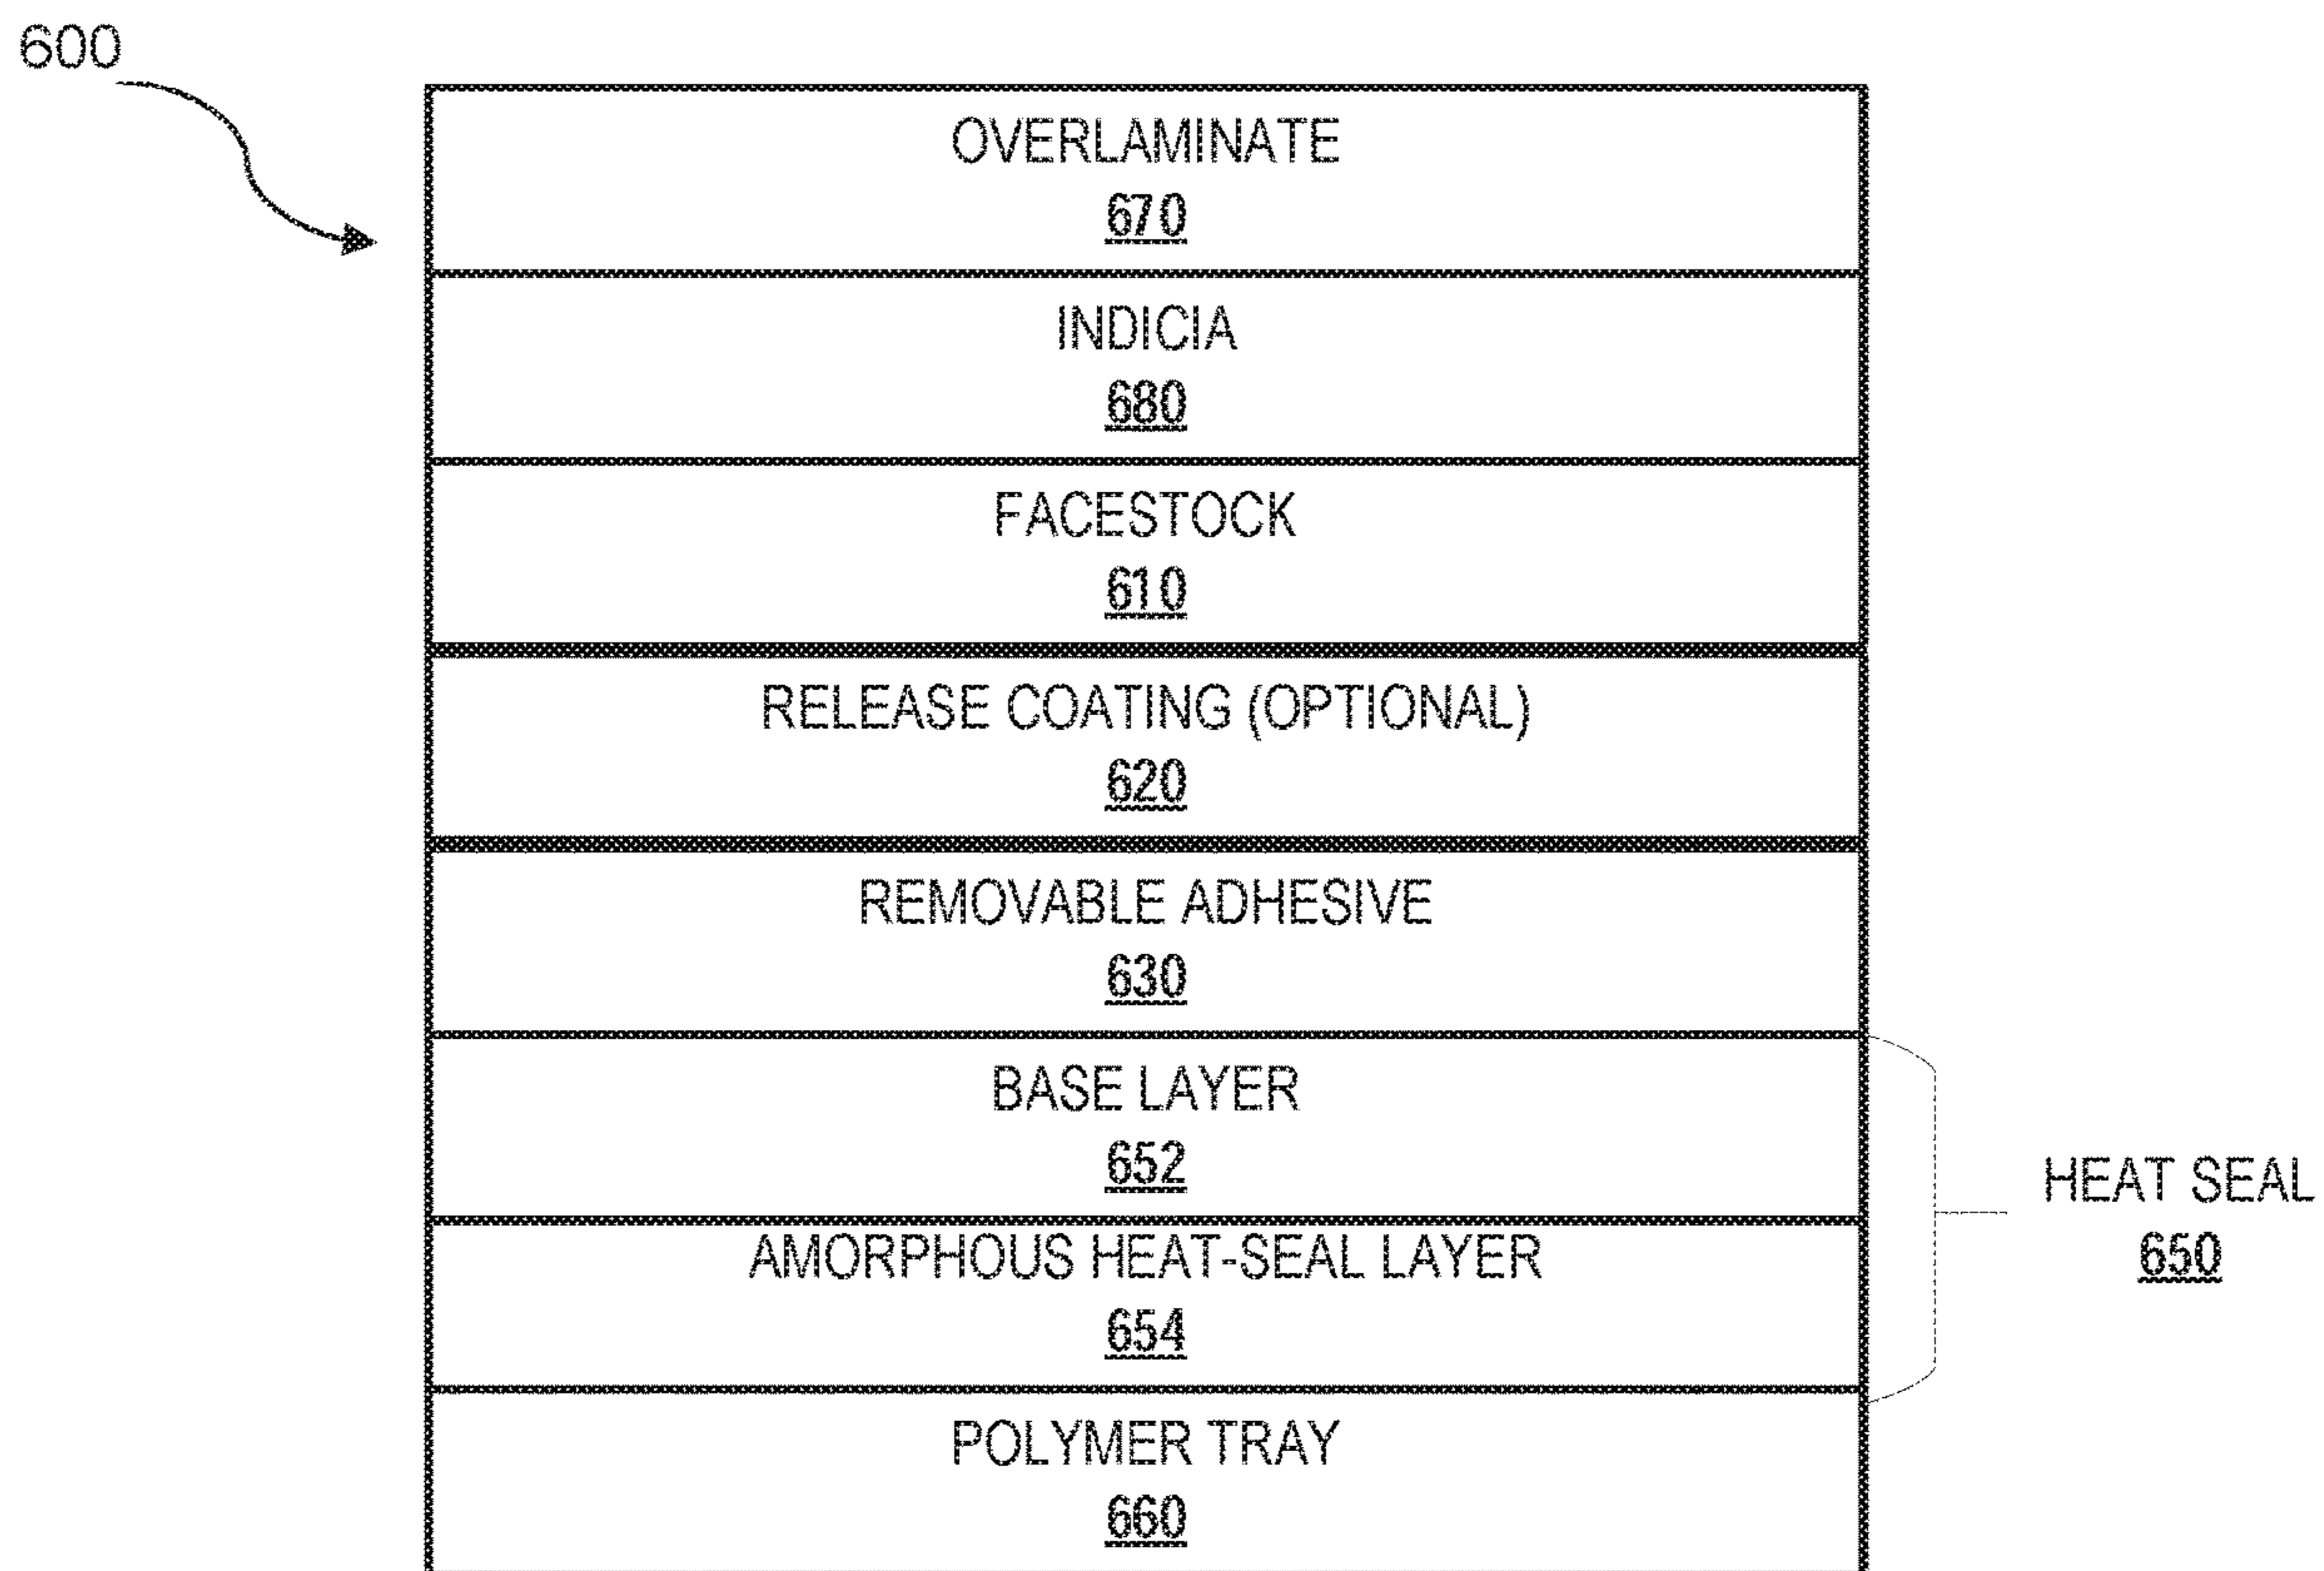 600
OVERLAMINATE
670
INDICIA
680
FACESTOCK
610
RELEASE COATING (OPTIONAL)
620
REMOVABLE ADHESIVE
630
BASE LAYER
652
AMORPHOUS HEAT-SEAL LAYER
654
POLYMER TRAY
660
HEAT SEAL
650